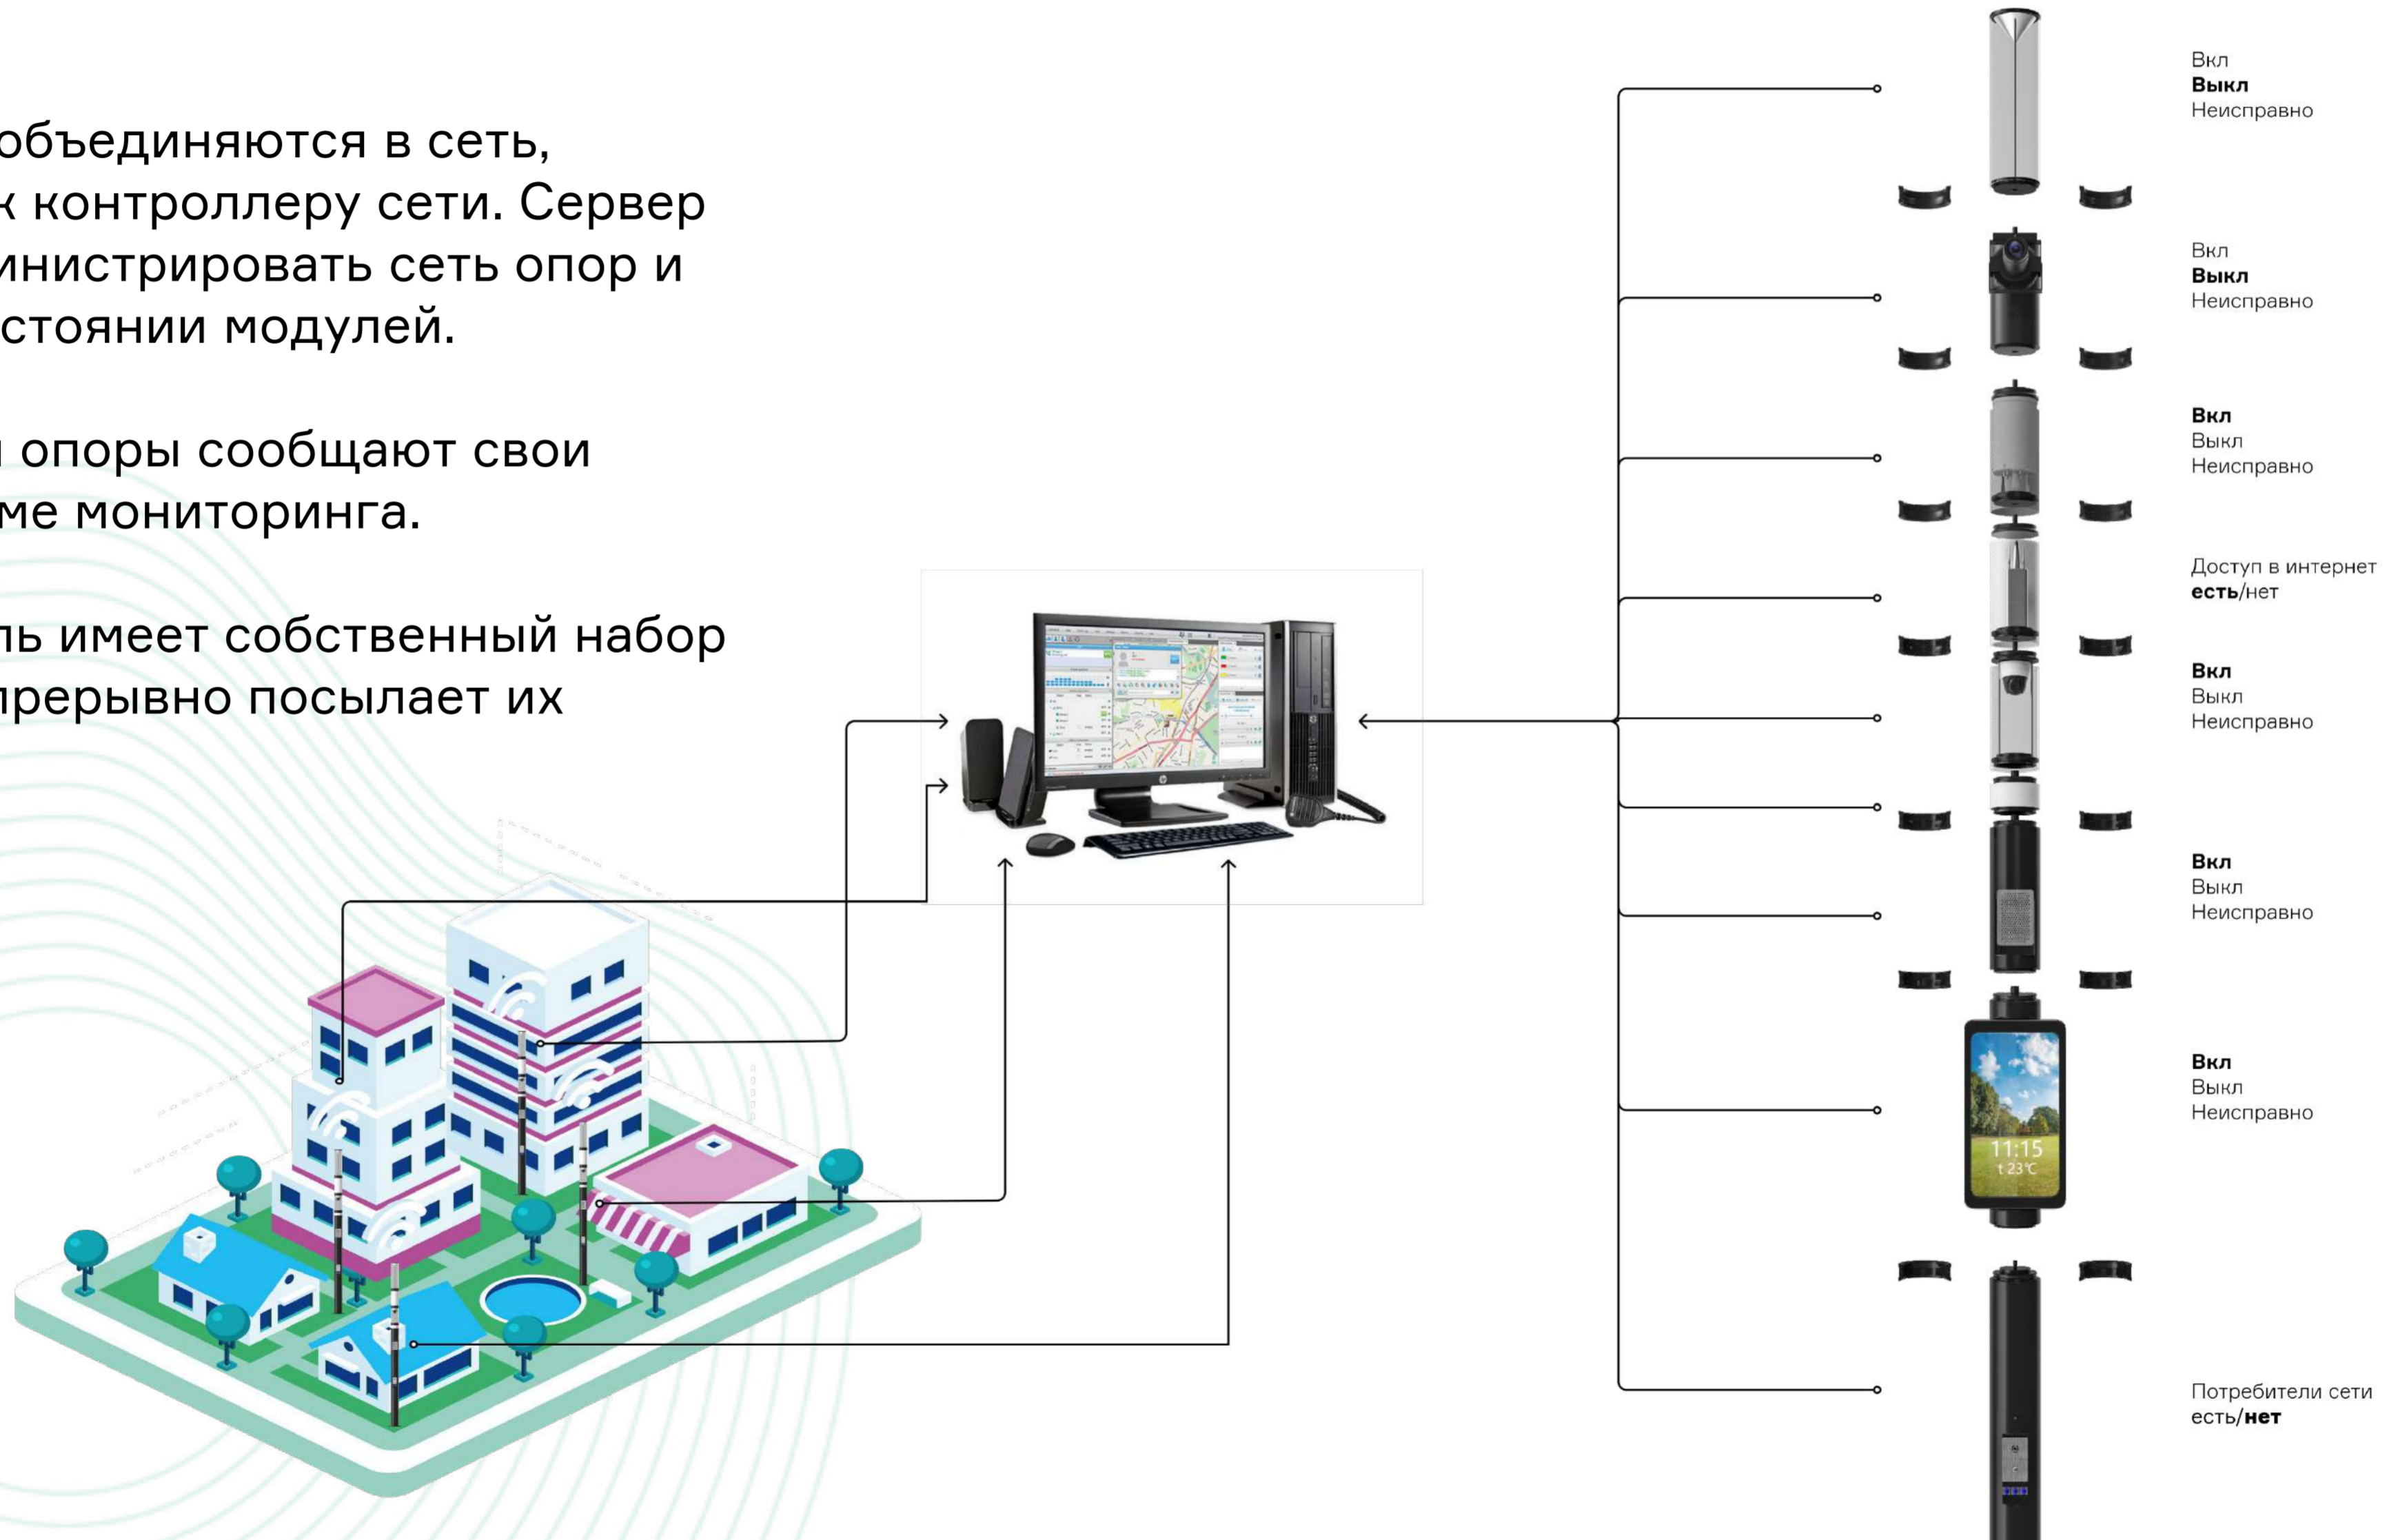 объединяются в сеть,
к контроллеру сети. Сервер
инистрировать сеть опор и
стоянии модулей.
опоры сообщают свои
ме мониторинга.
ль имеет собственный набор
прерывно посылает их
Вкл
Выкл
Неисправно
Вкл
Выкл
Неисправно
Вкл
Выкл
Неисправно
Доступ в интернет
есть/нет
Вкл
Выкл
Неисправно
Вкл
Выкл
Неисправно
Вкл
Выкл
Неисправно
11:15
t 23°C
Потребители сети
есть/нет